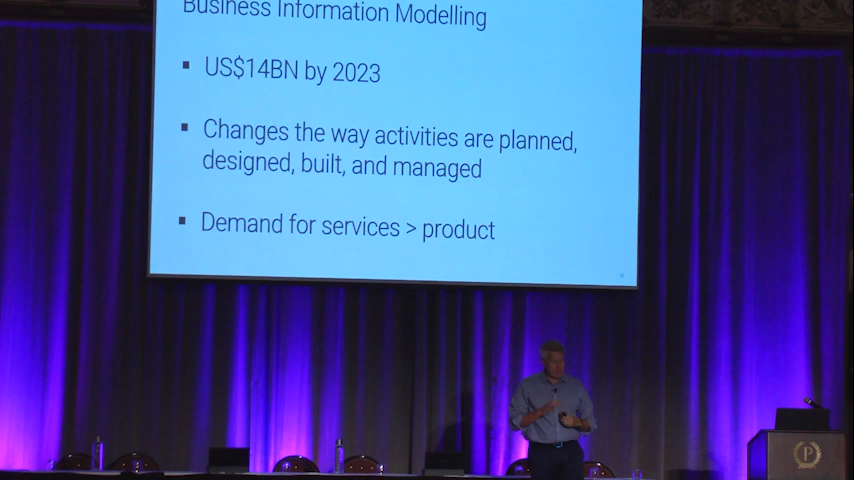 Business Information Modelling
▪ US$14BN by 2023
▪ Changes the way activities are planned,
designed, built, and managed
▪ Demand for services > product
P